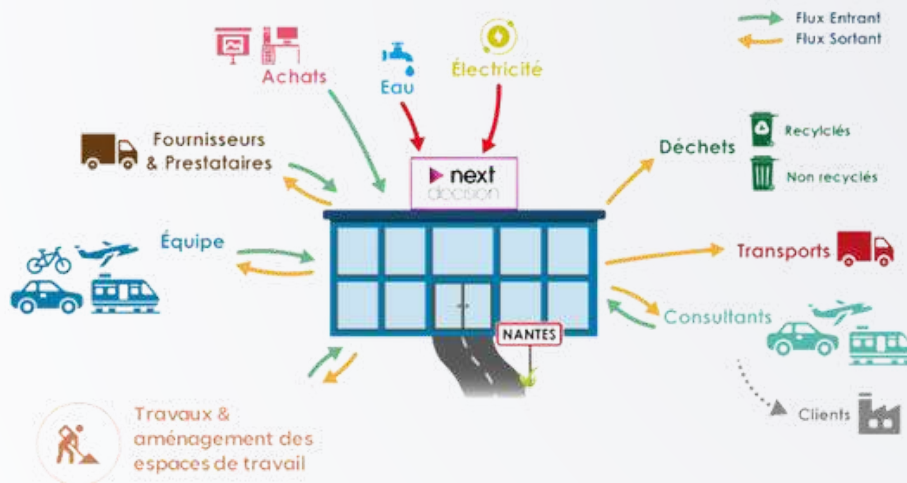 Flux Entrant
Flux Sortant
Achats
Eau
Électricité
Fournisseurs
& Prestataires
next
decision
Déchets
Recylclés
Non recyclés
Équipe
Transports
Consultants
NANTES
Clients
Travaux &
aménagement des
espaces de travail